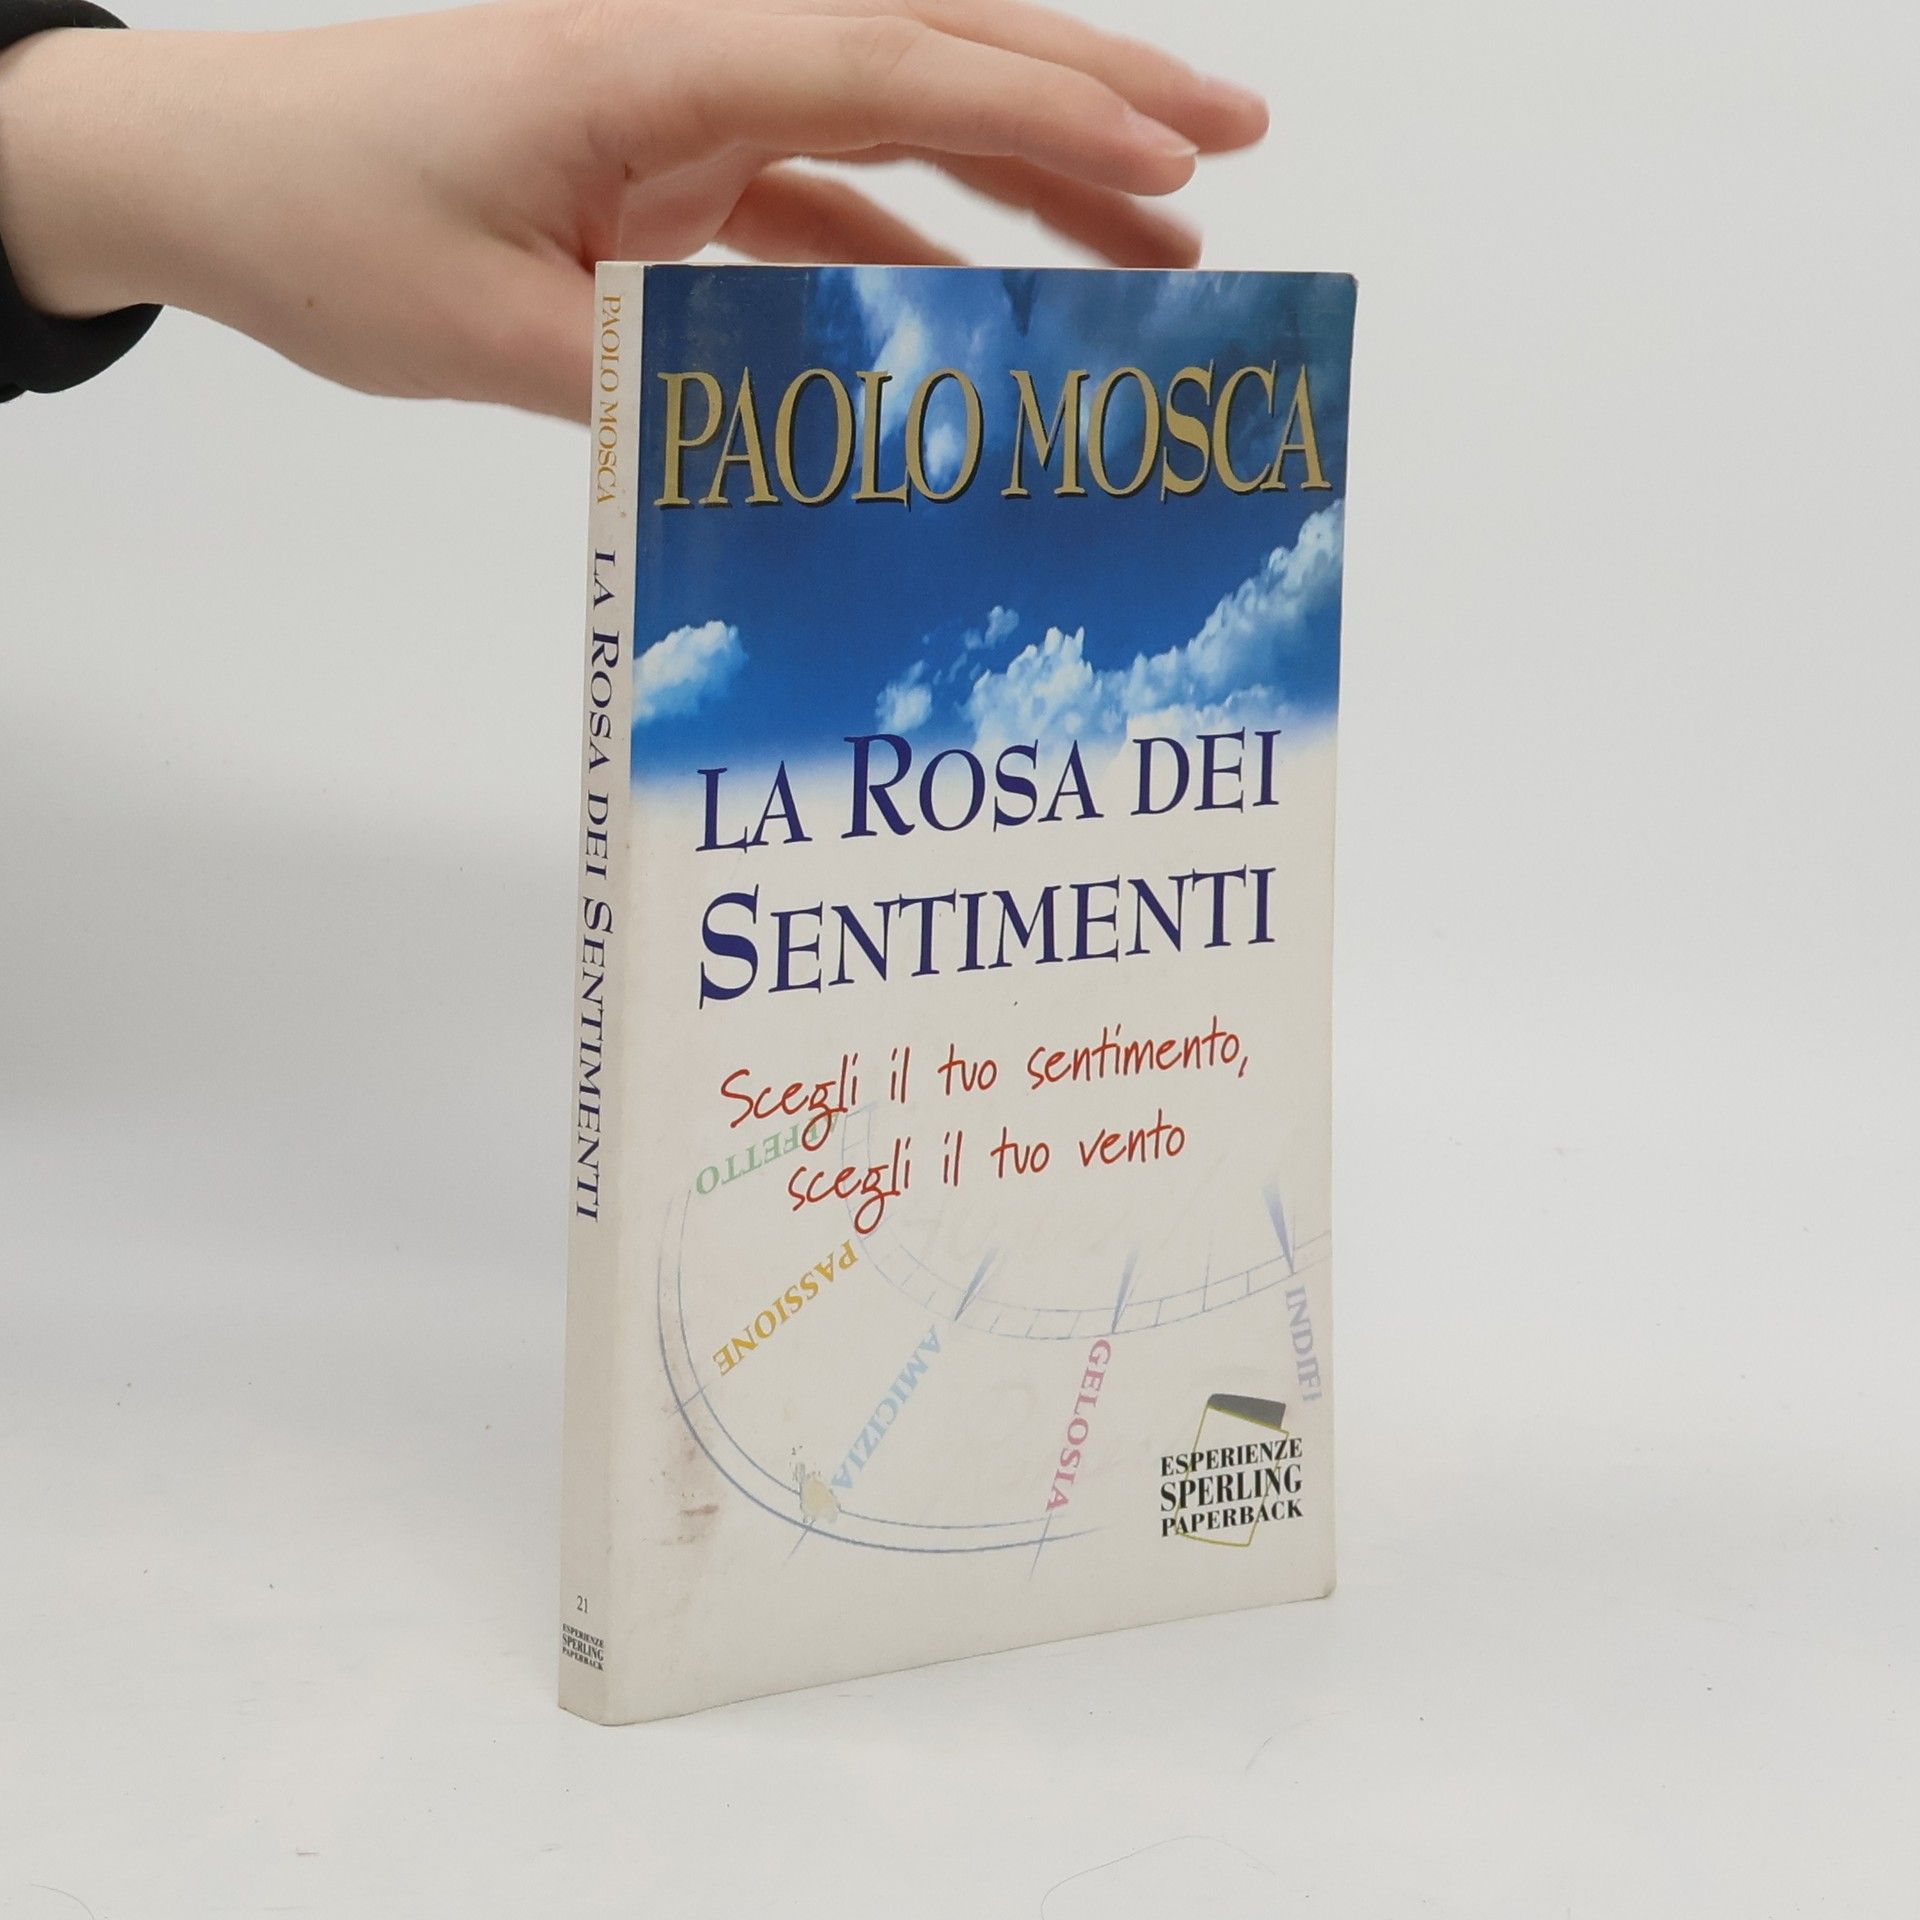 PAOLO MOSCA
LA ROSA DEI
SENTIMENTI
Scegli il tuo sentimento,
scegli il tuo vento
AFFETTO
PASSIONE
AMICIZIA
GELOSIA
INDIFI
ESPERIENZE
SPERLING
PAPERBACK
PAOLO MOSCA LA ROSA DEI SENTIMENTI
21
ESPERIENZE
SPERLING
PAPERBACK